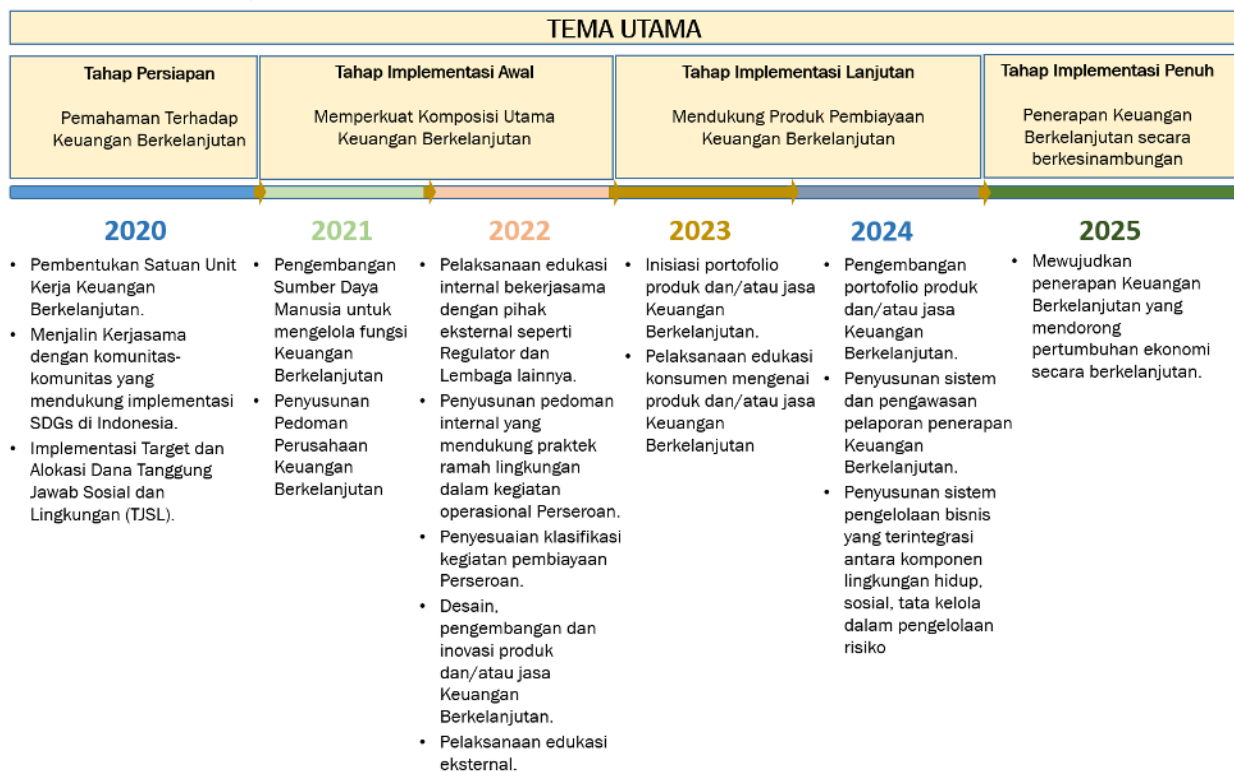 TEMA UTAMA
Tahap Persiapan
Pemahaman Terhadap
Keuangan Berkelanjutan
Tahap Implementasi Awal
Memperkuat Komposisi Utama
Keuangan Berkelanjutan
Tahap Implementasi Lanjutan
Mendukung Produk Pembiayaan
Keuangan Berkelanjutan
Tahap Implementasi Penuh
Penerapan Keuangan
Berkelanjutan secara
berkesinambungan
2020
• Pembentukan Satuan Unit
Kerja Keuangan
Berkelanjutan.
• Menjalin Kerjasama
dengan komunitas-
komunitas yang
mendukung implementasi
SDGs di Indonesia.
• Implementasi Target dan
Alokasi Dana Tanggung
Jawab Sosial dan
Lingkungan (TJSL).
2021
• Pengembangan
Sumber Daya
Manusia untuk
mengelola fungsi
Keuangan
Berkelanjutan
• Penyusunan
Pedoman
Perusahaan
Keuangan
Berkelanjutan
2022
• Pelaksanaan edukasi
internal bekerjasama
dengan pihak
eksternal seperti
Regulator dan
Lembaga lainnya.
• Penyusunan pedoman
internal yang
mendukung praktek
ramah lingkungan
dalam kegiatan
operasional Perseroan.
• Penyesuaian klasifikasi
kegiatan pembiayaan
Perseroan.
• Desain,
pengembangan dan
inovasi produk
dan/atau jasa
Keuangan
Berkelanjutan.
• Pelaksanaan edukasi
eksternal.
2023
• Inisiasi portofolio
produk dan/atau jasa
Keuangan
Berkelanjutan.
• Pelaksanaan edukasi
konsumen mengenai
produk dan/atau jasa
Keuangan
Berkelanjutan
2024
• Pengembangan
portofolio produk
dan/atau jasa
Keuangan
Berkelanjutan.
• Penyusunan sistem
dan pengawasan
pelaporan penerapan
Keuangan
Berkelanjutan.
• Penyusunan sistem
pengelolaan bisnis
yang terintegrasi
antara komponen
lingkungan hidup,
sosial, tata kelola
dalam pengelolaan
risiko
2025
• Mewujudkan
penerapan Keuangan
Berkelanjutan yang
mendorong
pertumbuhan ekonomi
secara berkelanjutan.